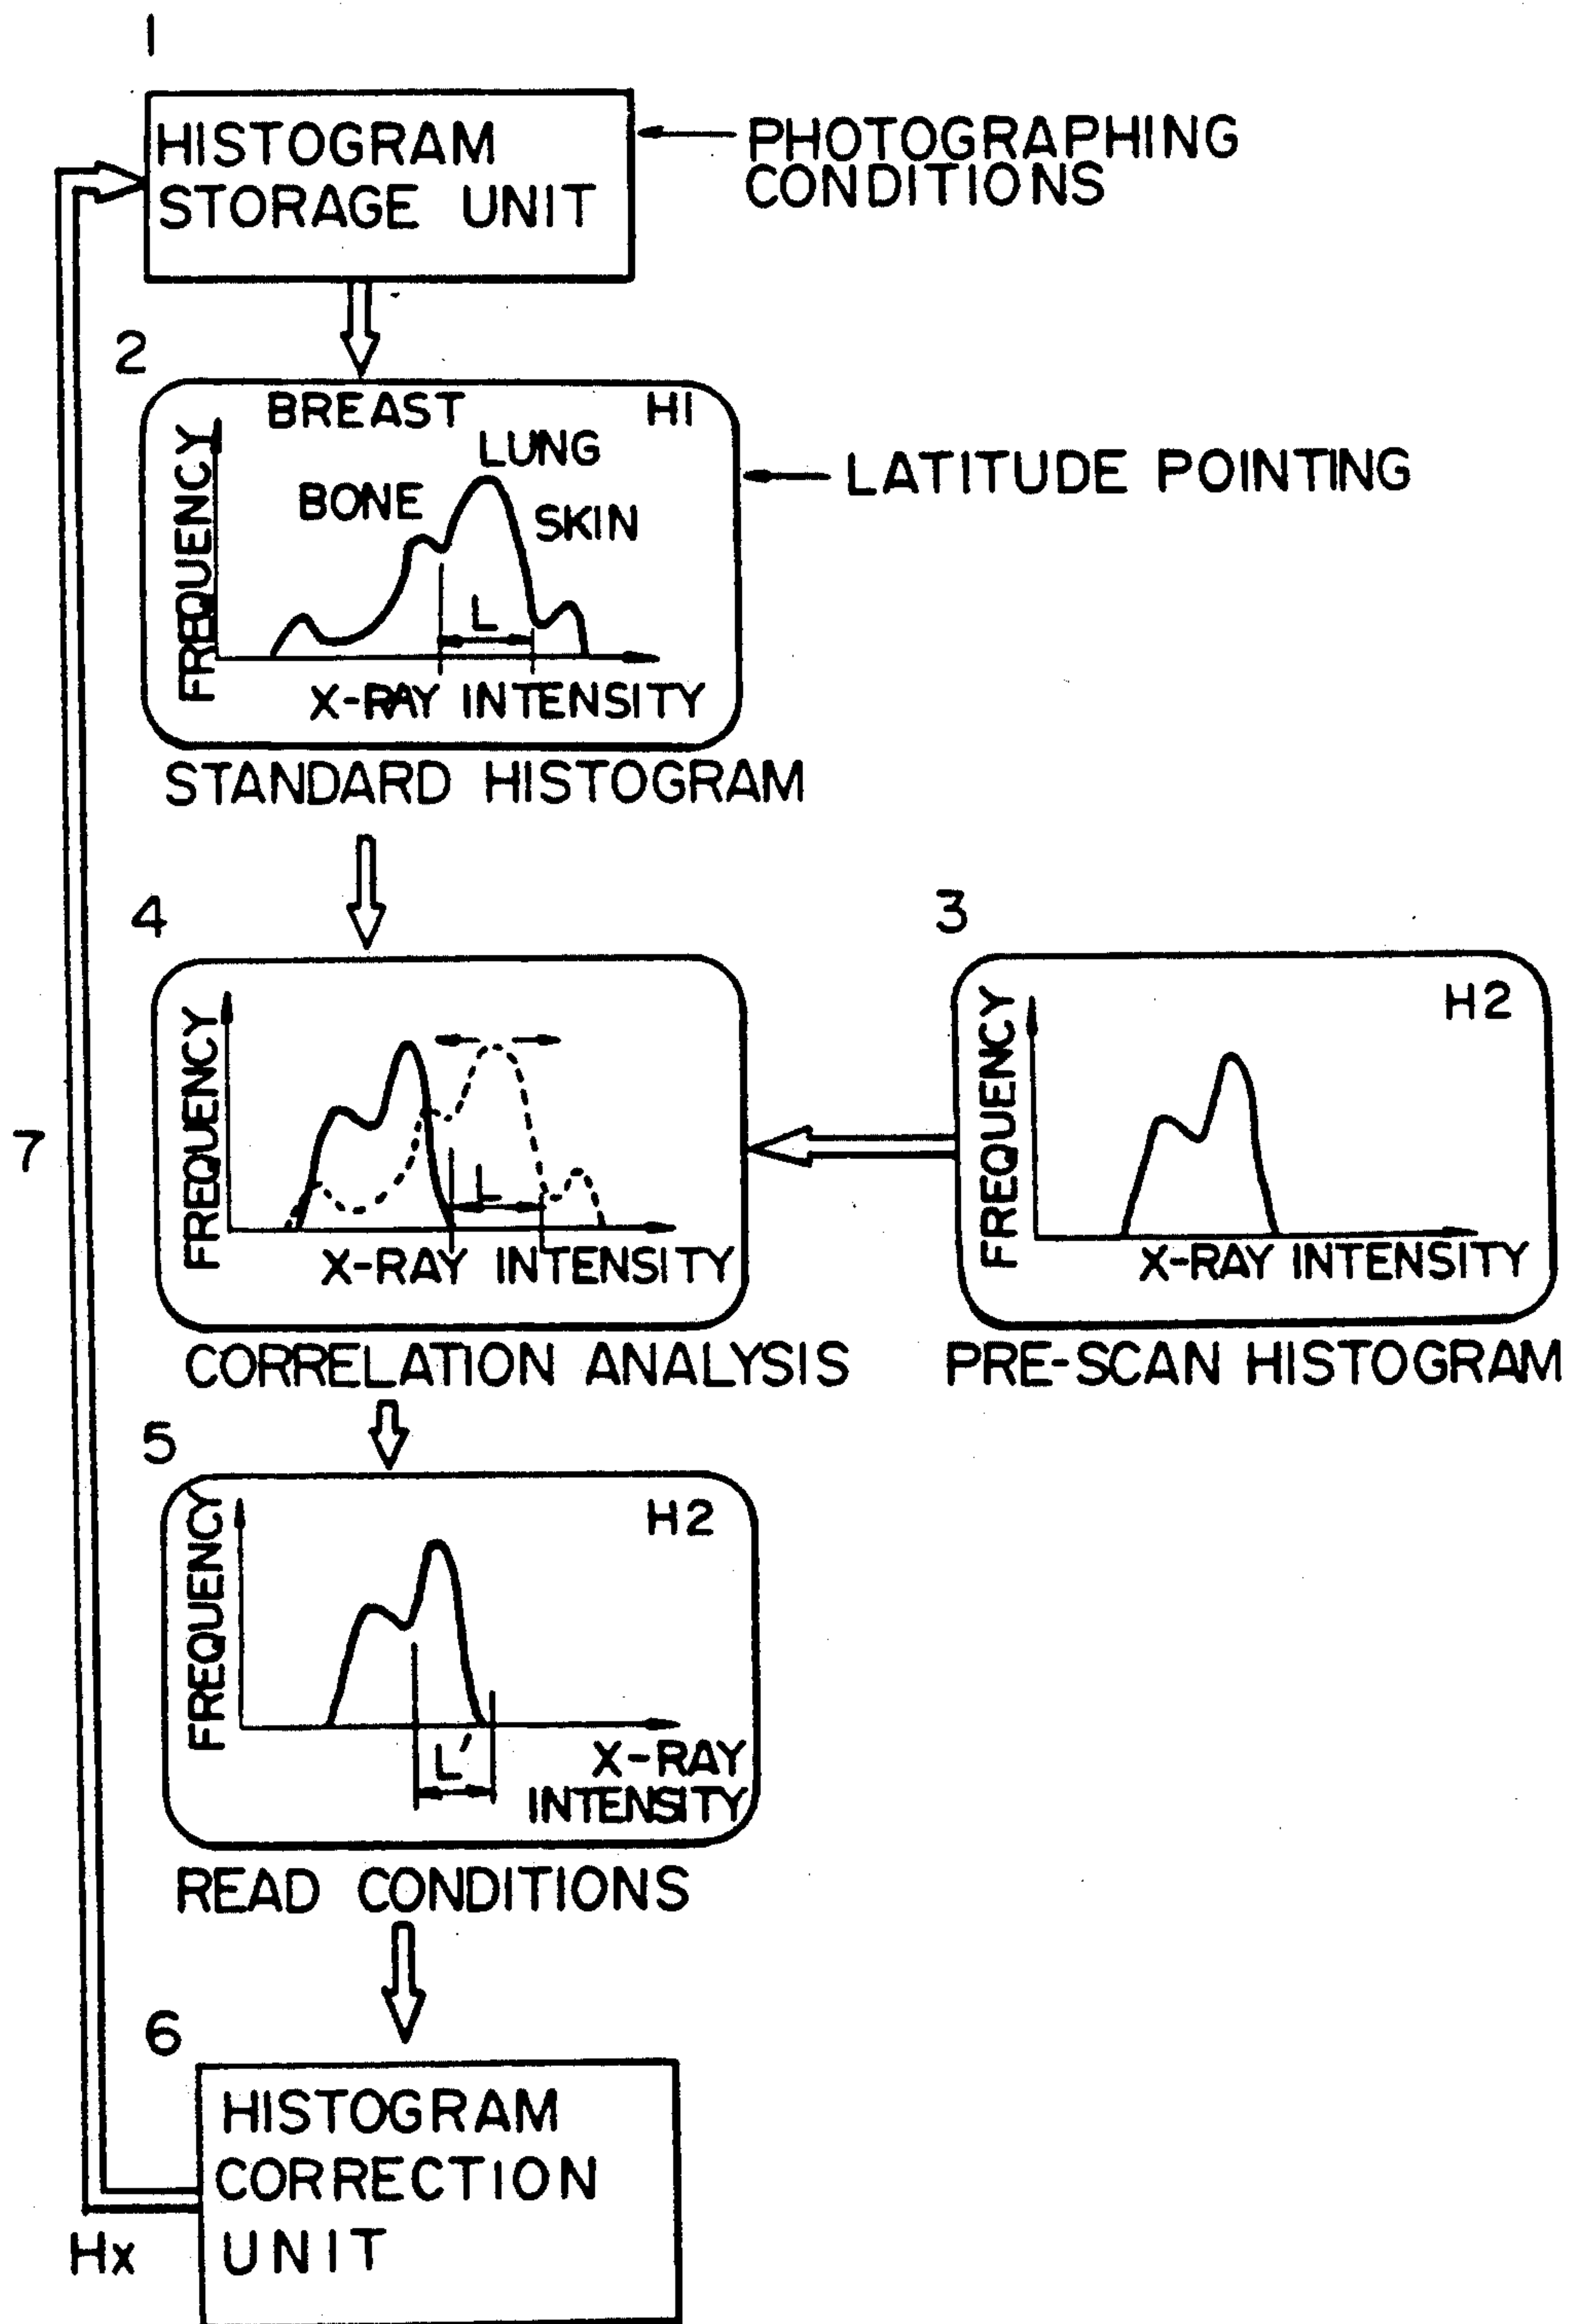 1
HISTOGRAM
STORAGE UNIT
PHOTOGRAPHING
CONDITIONS
2
BREAST
H1
LUNG
BONE
SKIN
FREQUENCY
L
X-RAY INTENSITY
LATITUDE POINTING
STANDARD HISTOGRAM
4
FREQUENCY
L
X-RAY INTENSITY
CORRELATION ANALYSIS
3
H2
FREQUENCY
X-RAY INTENSITY
PRE-SCAN HISTOGRAM
7
5
H2
FREQUENCY
L'
X-RAY
INTENSITY
READ CONDITIONS
6
HISTOGRAM
CORRECTION
UNIT
Hx